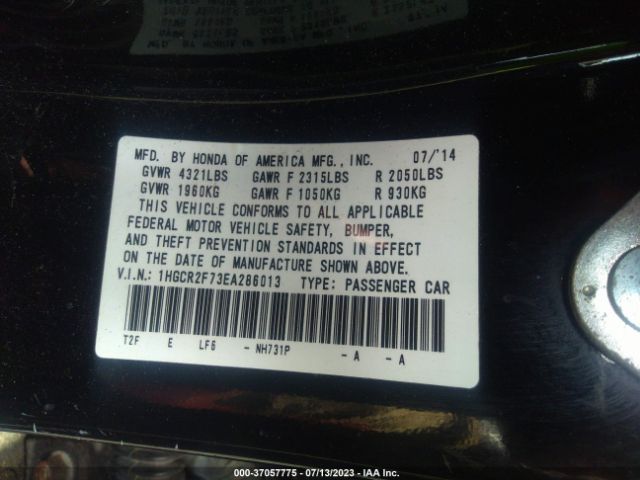 MFD. BY HONDA OF AMERICA MFG., INC. 07/'14
GVWR 4321LBS GAWR F 2315LBS R 2050LBS
GVWR 1960KG GAWR F 1050KG R 930KG
THIS VEHICLE CONFORMS TO ALL APPLICABLE
FEDERAL MOTOR VEHICLE SAFETY, BUMPER,
AND THEFT PREVENTION STANDARDS IN EFFECT
ON THE DATE OF MANUFACTURE SHOWN ABOVE.
V.I.N.: 1HGCR2F73EA286013 TYPE: PASSENGER CAR
T2F E LF6 - NH731P - A - A
000-37057775 - 07/13/2023 - IAA Inc.